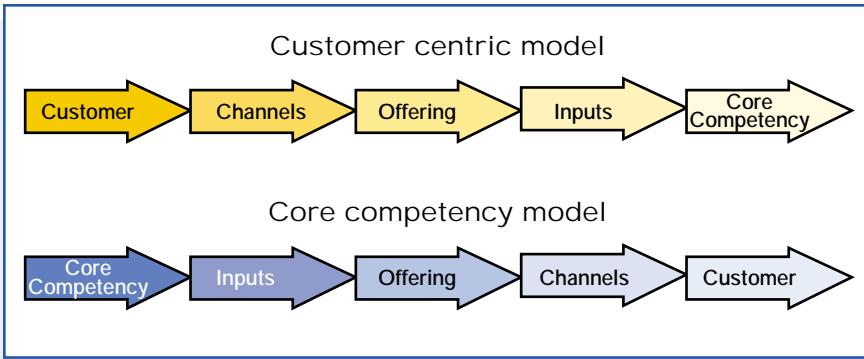 Customer centric model
Customer
Channels
Offering
Inputs
Core
Competency
Core competency model
Core
Competency
Inputs
Offering
Channels
Customer